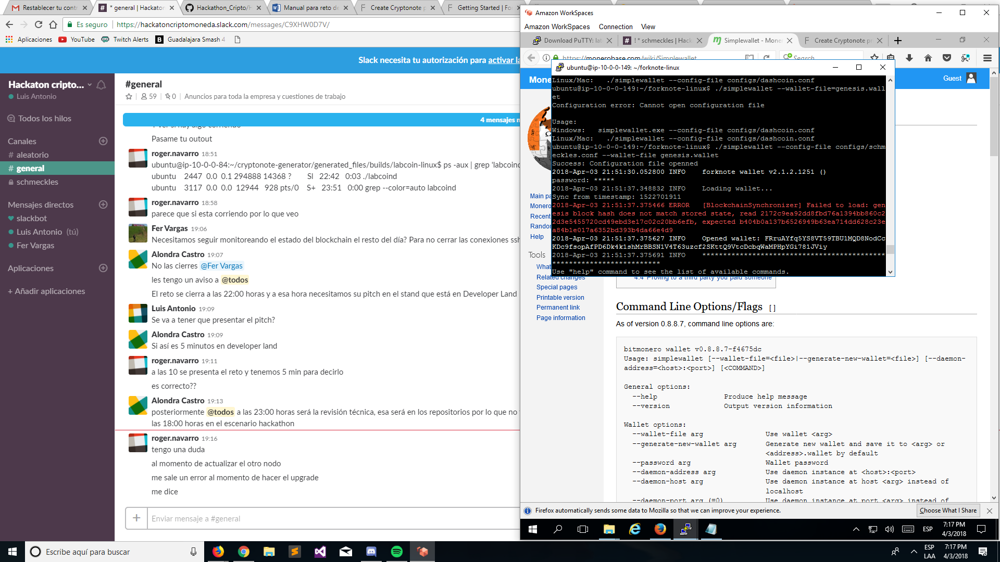 Restablecer tu cont
* general | Hackaton
Hackathon_Cripto/H
Manual para reto de
Create Cryptonote p
Getting Started | Fo
Es seguro
https://hackatoncriptomoneda.slack.com/messages/C9XHW0D7V/
Aplicaciones
YouTube
Twitch Alerts
Guadalajara Smash 4
Slack necesita tu autorización para activar la
Hackaton cripto...
Luis Antonio
Todos los hilos
Canales
# aleatorio
# general
schmeckles
Mensajes directos
slackbot
Luis Antonio (tú)
Fer Vargas
Aplicaciones
+ Añadir aplicaciones
#general
59
0
Anuncios para toda la empresa y cuestiones de trabajo
4 mensajes n
Pasame tu outout
roger.navarro 18:51
ubuntu@ip-10-0-0-84:~/cryptonote-generator/generated_files/builds/labcoin-linux$ ps -aux | grep 'labcoind
ubuntu 2447 0.0 0.1 294888 14368 ? Sl 22:42 0:03 ./labcoind
ubuntu 3117 0.0 0.0 12944 928 pts/0 S+ 23:51 0:00 grep --color=auto labcoind
roger.navarro 18:58
parece que si esta corriendo por lo que veo
Fer Vargas 19:06
Necesitamos seguir monitoreando el estado del blockchain el resto del día? Para no cerrar las conexiones ssh
Alondra Castro 19:07
No las cierres @Fer Vargas
les tengo un aviso a @todos
El reto se cierra a las 22:00 horas y a esa hora necesitamos su pitch en el stand que está en Developer Land
Luis Antonio 19:09
Se va a tener que presentar el pitch?
Alondra Castro 19:09
Si así es 5 minutos en developer land
roger.navarro 19:11
a las 10 se presenta el reto y tenemos 5 min para decirlo
es correcto??
Alondra Castro 19:13
posteriormente @todos a las 23:00 horas será la revisión técnica, esa será en los repositorios por lo que no
las 18:00 horas en el escenario hackathon
roger.navarro 19:16
tengo una duda
al momento de actualizar el otro nodo
me sale un error al momento de hacer el upgrade
me dice
Enviar mensaje a #general
Amazon WorkSpaces
Amazon WorkSpaces Connection View
Download PuTTY: lat
! * schmeckles | Hack
Simplewallet - Mone
Create Cryptonote pr
https://monerobase.com/wiki/Simplewallet
Search
Mone
Guest
ubuntu@ip-10-0-0-149: ~/forknote-linux
Linux/Mac: ./simplewallet --config-file configs/dashcoin.conf
ubuntu@ip-10-0-0-149:~/forknote-linux$ ./simplewallet --wallet-file=genesis.wall
et
Configuration error: Cannot open configuration file
Usage:
Windows: simplewallet.exe --config-file configs/dashcoin.conf
Linux/Mac: ./simplewallet --config-file configs/dashcoin.conf
ubuntu@ip-10-0-0-149:~/forknote-linux$ ./simplewallet --config-file configs/schm
eckles.conf --wallet-file genesis.wallet
Success: Configuration file openned
2018-Apr-03 21:51:30.052800 INFO forknote wallet v2.1.2.1251 ()
password: *****
2018-Apr-03 21:51:37.348832 INFO Loading wallet...
Sync from timestamp: 1522701911
2018-Apr-03 21:51:37.375466 ERROR [BlockchainSynchronizer] Failed to load: gen
esis block hash does not match stored state, read 2172c9ea92dd8fbd76a1394bb860c2
2d3e5455720cd49ebd3e17c02c20bb6efb, expected b404b0a137b6526949b63ea714dd628c23e
a84b1e017a6352bd393b4da66e4d9
2018-Apr-03 21:51:37.375627 INFO Opened wallet: FRruAYfq5YS8VT59TBU1MQD8NodCc
KDc9fsopAfPD6Dk4k1shMrBBSN1V4T63uzcf2SKttQ9VtcDcbqWaMPHpYGi781JViy
2018-Apr-03 21:51:37.375691 INFO ********************************************
**************************
Use "help" command to see the list of available commands.
Main pa
Monero
Recent
Randor
Help
Tools
What
Related changes
Special pages
Printable version
Permanent link
Page information
4.4 Proving to a third party you paid someone
Command Line Options/Flags []
As of version 0.8.8.7, command line options are:
bitmonero wallet v0.8.8.7-f4675dc
Usage: simplewallet [--wallet-file=<file>|--generate-new-wallet=<file>] [--daemon-
address=<host>:<port>] [<COMMAND>]
General options:
--help Produce help message
--version Output version information
Wallet options:
--wallet-file arg Use wallet <arg>
--generate-new-wallet arg Generate new wallet and save it to <arg> or
<address>.wallet by default
--password arg Wallet password
--daemon-address arg Use daemon instance at <host>:<port>
--daemon-host arg Use daemon instance at host <arg> instead of
localhost
--daemon-port arg (=0) Use daemon instance at port <arg> instead of
Firefox automatically sends some data to Mozilla so that we can improve your experience.
Choose What I Share
ESP
7:17 PM
4/3/2018
Escribe aquí para buscar
ESP
LAA
7:17 PM
4/3/2018